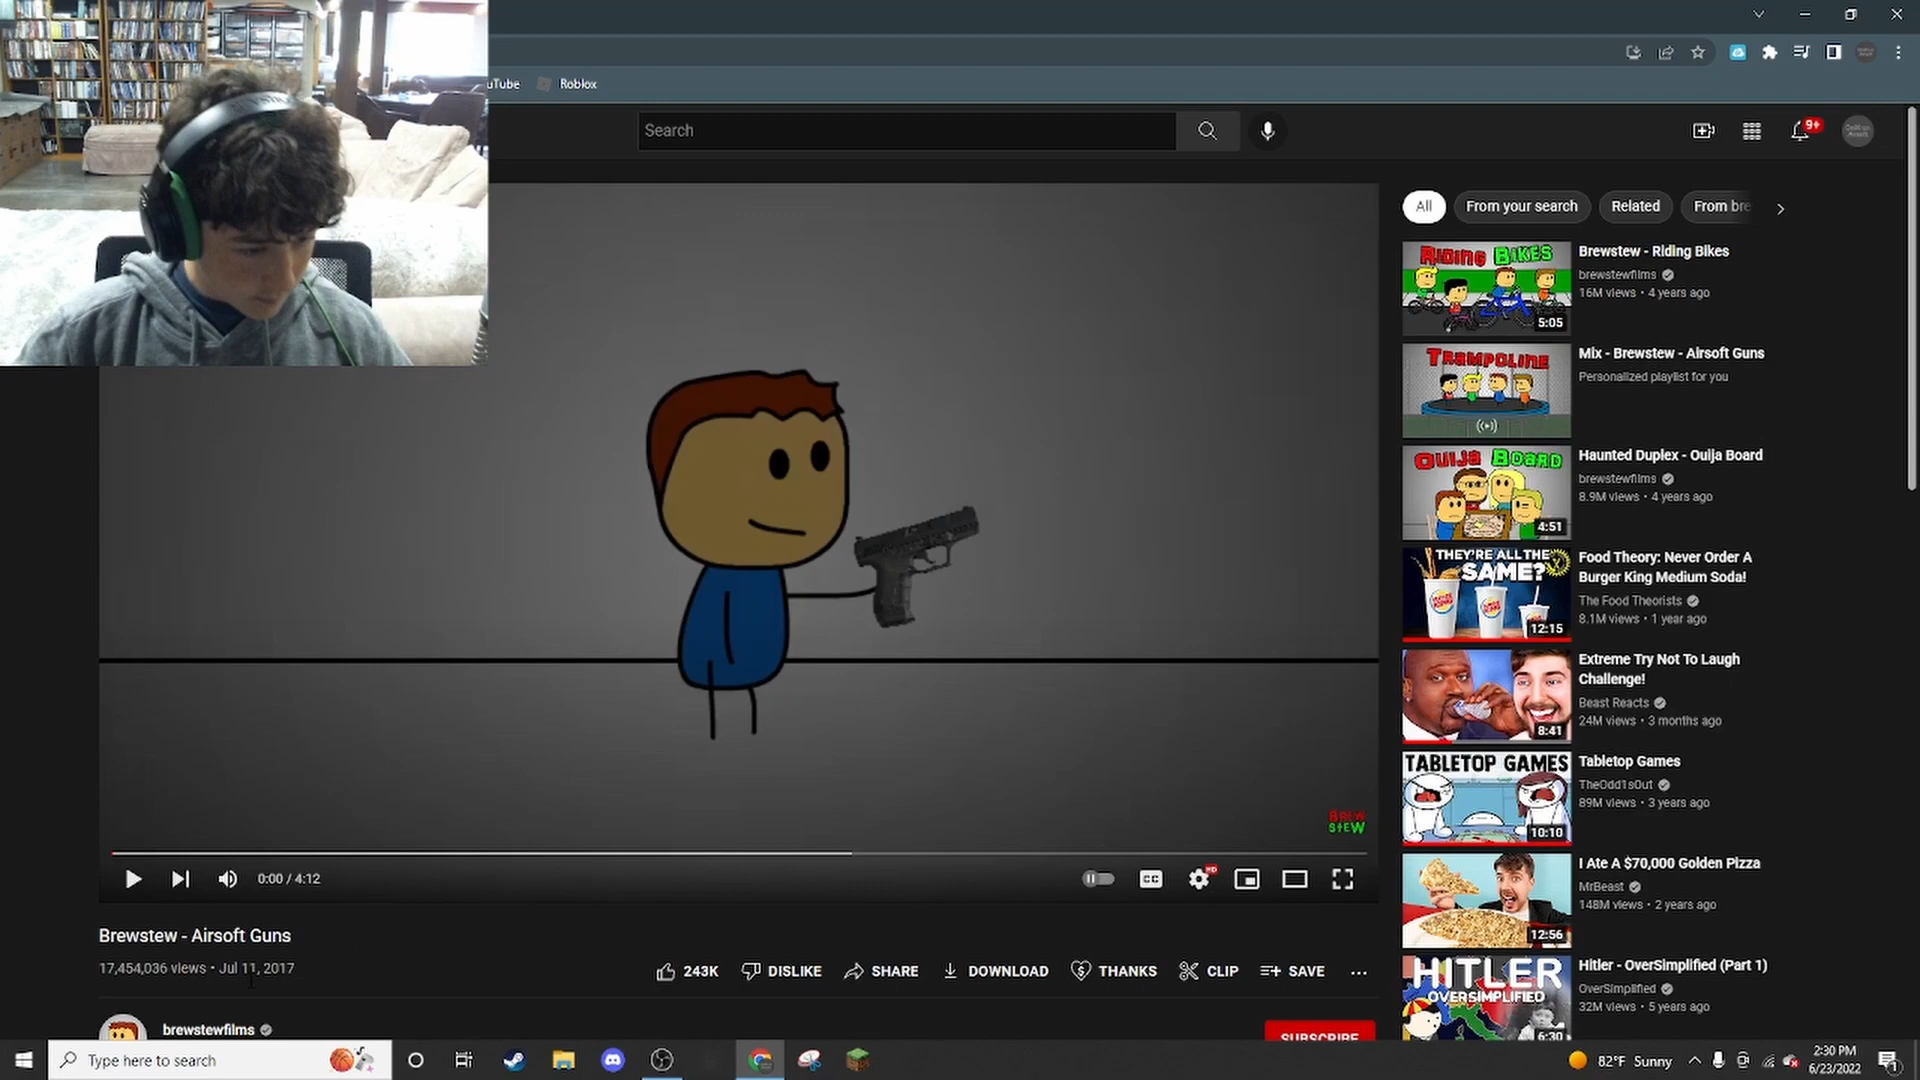 uTube
Roblox
Search
9+
All
From your search
Related
From bre
RIDING BIKES
5:05
Brewstew - Riding Bikes
brewstewfilms
16M views • 4 years ago
TRAMPOLINE
Mix - Brewstew - Airsoft Guns
Personalized playlist for you
OUIJA BOARD
4:51
Haunted Duplex - Ouija Board
brewstewfilms
8.9M views • 4 years ago
THEY'RE ALL THE
SAME?
12:15
Food Theory: Never Order A
Burger King Medium Soda!
The Food Theorists
8.1M views • 1 year ago
8:41
Extreme Try Not To Laugh
Challenge!
Beast Reacts
24M views • 3 months ago
TABLETOP GAMES
10:10
Tabletop Games
TheOdd1sOut
89M views • 3 years ago
12:56
I Ate A $70,000 Golden Pizza
MrBeast
148M views • 2 years ago
HITLER
OVERSIMPLIFIED
6:30
Hitler - OverSimplified (Part 1)
OverSimplified
32M views • 5 years ago
BREW
STEW
0:00 / 4:12
CC
HD
Brewstew - Airsoft Guns
17,454,036 views • Jul 11, 2017
243K
DISLIKE
SHARE
DOWNLOAD
THANKS
CLIP
SAVE
brewstewfilms
SUBSCRIBE
Type here to search
82°F Sunny
2:30 PM
6/23/2022
1